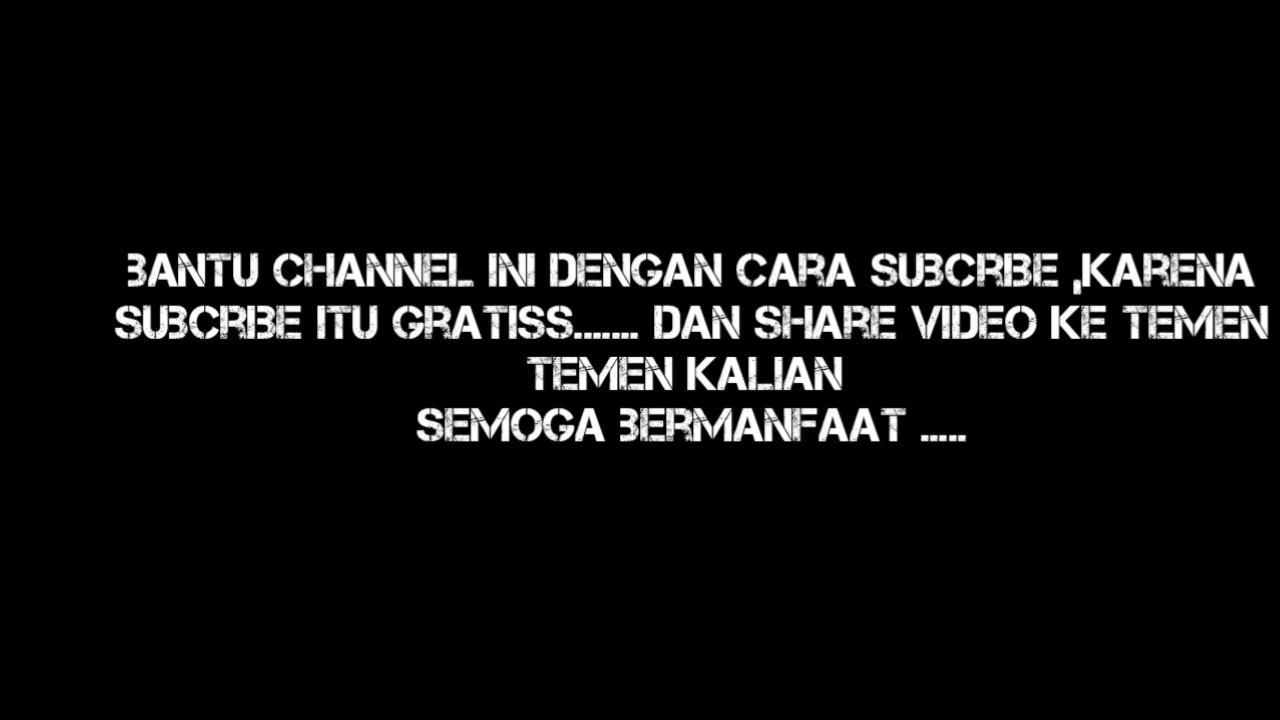 BANTU CHANNEL INI DENGAN CARA SUBCRBE ,KARENA
SUBCRBE ITU GRATISS....... DAN SHARE VIDEO KE TEMEN
TEMEN KALIAN
SEMOGA BERMANFAAT .....